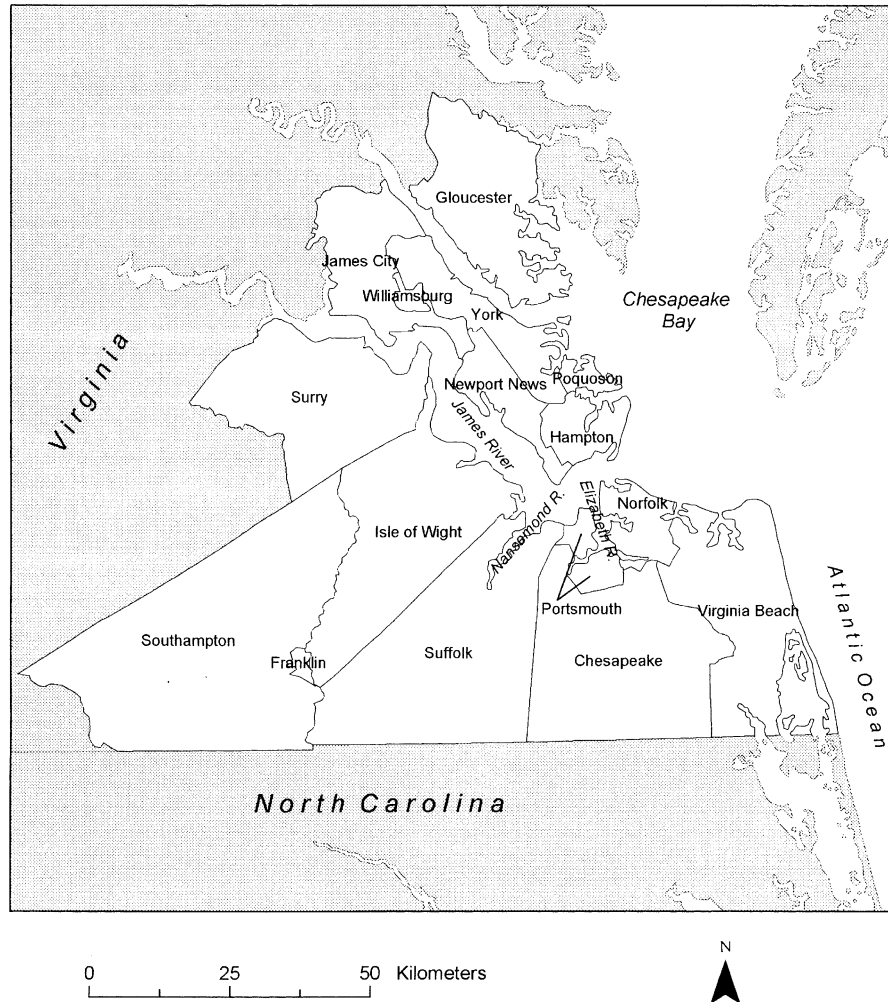 Gloucester
James City
Williamsburg
York
Chesapeake
Bay
Virginia
Surry
Newport News
Poquoson
James River
Hampton
Isle of Wight
Nansemond R.
Elizabeth R.
Norfolk
Portsmouth
Virginia Beach
Atlantic Ocean
Southampton
Franklin
Suffolk
Chesapeake
North Carolina
0 25 50 Kilometers
N